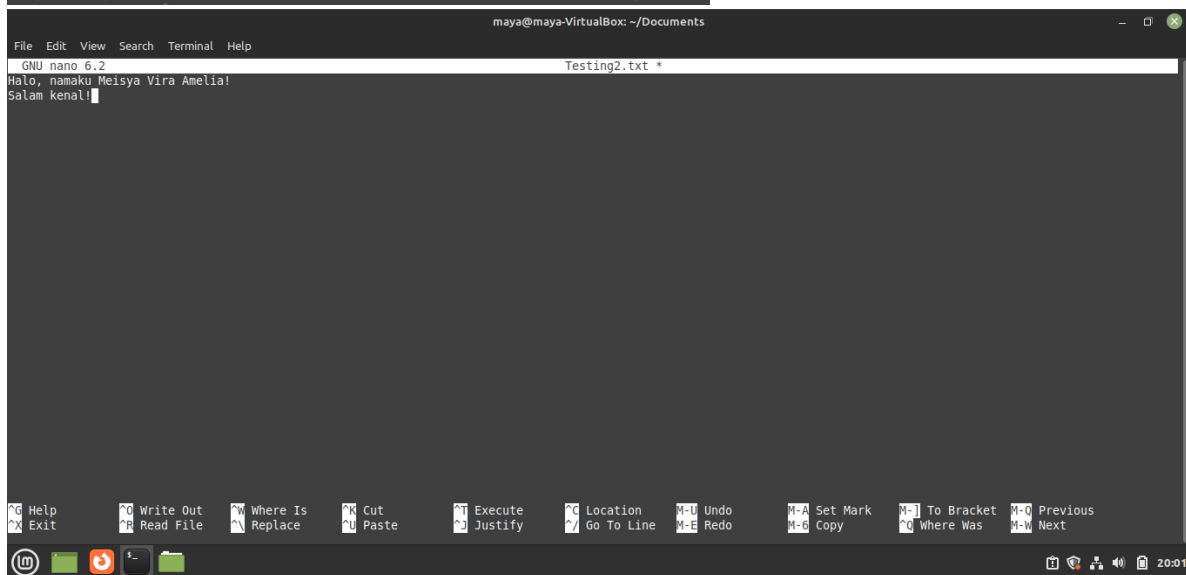 maya@maya-VirtualBox: ~/Documents
File Edit View Search Terminal Help
GNU nano 6.2 Testing2.txt *
Halo, namaku Meisya Vira Amelia!
Salam kenal!
^G Help ^O Write Out ^W Where Is ^K Cut ^T Execute ^C Location M-U Undo M-A Set Mark M-] To Bracket M-Q Previous
^X Exit ^R Read File ^\ Replace ^U Paste ^J Justify ^/ Go To Line M-E Redo M-6 Copy ^Q Where Was M-W Next
20:01